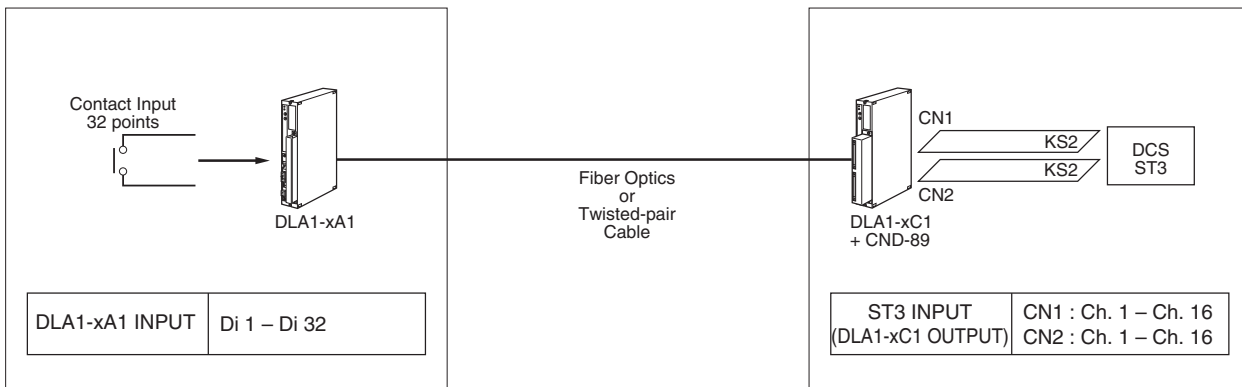 Contact Input
32 points
DLA1-xA1
DLA1-xA1 INPUT
Di 1 – Di 32
Fiber Optics
or
Twisted-pair
Cable
CN1
KS2
KS2
CN2
DCS
ST3
DLA1-xC1
+ CND-89
ST3 INPUT
(DLA1-xC1 OUTPUT)
CN1 : Ch. 1 – Ch. 16
CN2 : Ch. 1 – Ch. 16